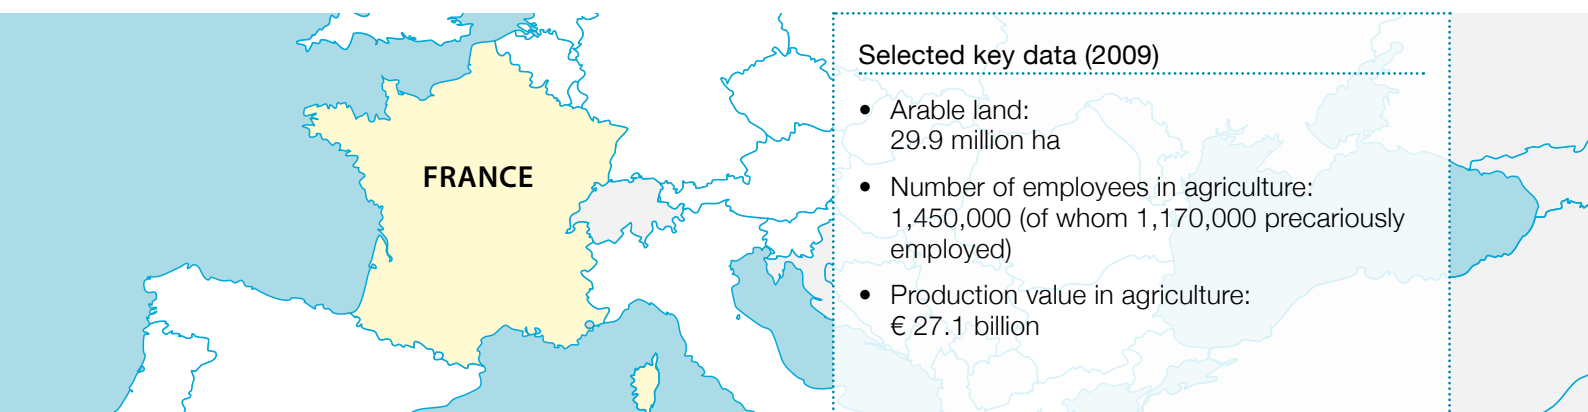 FRANCE
Selected key data (2009)
• Arable land:
29.9 million ha
• Number of employees in agriculture:
1,450,000 (of whom 1,170,000 precariously
employed)
• Production value in agriculture:
€ 27.1 billion